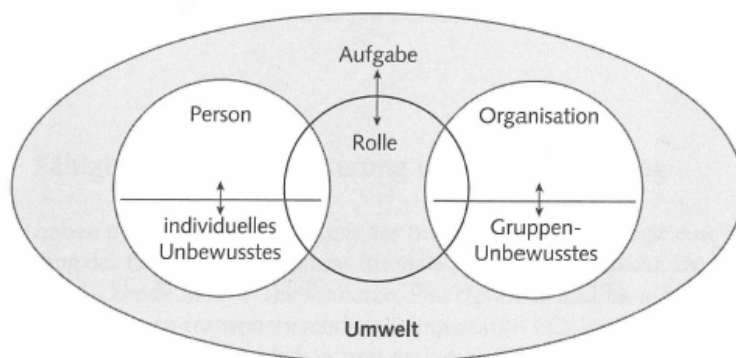 Aufgabe
Person
Organisation
Rolle
individuelles
Unbewusstes
Gruppen-
Unbewusstes
Umwelt